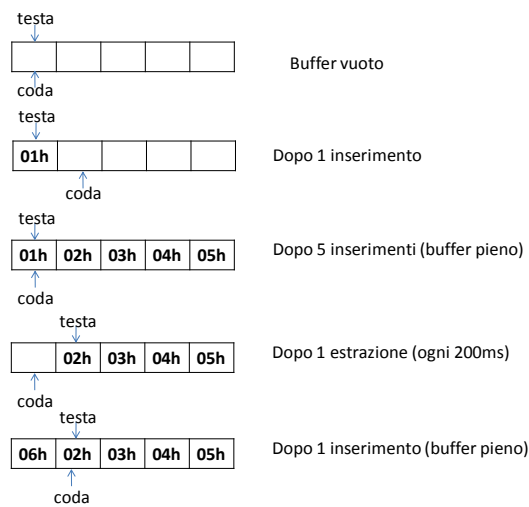 testa
Buffer vuoto
coda
testa
01h
Dopo 1 inserimento
coda
testa
01h 02h 03h 04h 05h
Dopo 5 inserimenti (buffer pieno)
coda
testa
02h 03h 04h 05h
Dopo 1 estrazione (ogni 200ms)
coda
testa
06h 02h 03h 04h 05h
Dopo 1 inserimento (buffer pieno)
coda